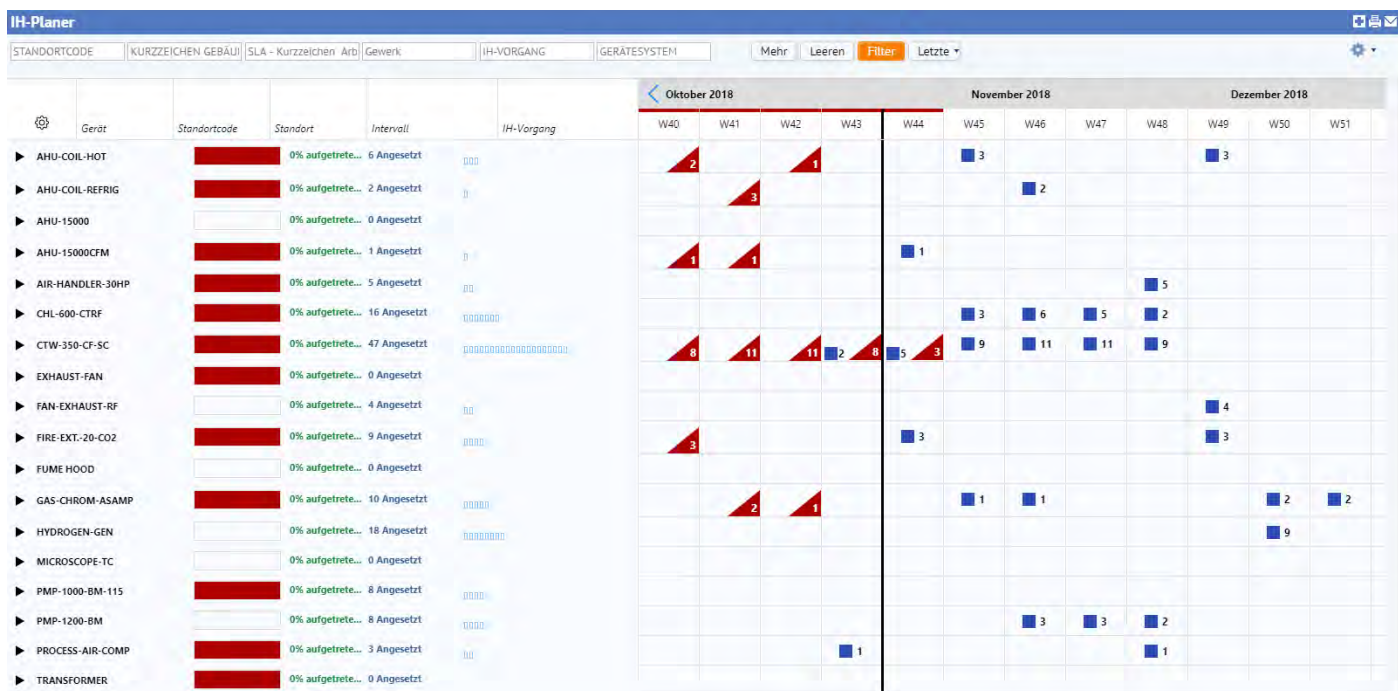 IH-Planer
STANDORTCODE KURZZEICHEN GEBÄU SLA - Kurzzeichen Arb Gewerk IH-VORGANG GERÄTESYSTEM Mehr Leeren Filter Letzte
Oktober 2018 November 2018 Dezember 2018
Gerät Standortcode Standort Intervall IH-Vorgang W40 W41 W42 W43 W44 W45 W46 W47 W48 W49 W50 W51
AHU-COIL-HOT 0% aufgetrete... 6 Angesetzt 2 1 3 3
AHU-COIL-REFRIG 0% aufgetrete... 2 Angesetzt 3 2
AHU-15000 0% aufgetrete... 0 Angesetzt
AHU-15000CFM 0% aufgetrete... 1 Angesetzt 1 1 1
AIR-HANDLER-30HP 0% aufgetrete... 5 Angesetzt 5
CHL-600-CTRF 0% aufgetrete... 16 Angesetzt 3 6 5 2
CTW-350-CF-SC 0% aufgetrete... 47 Angesetzt 8 11 11 2 8 5 3 9 11 11 9
EXHAUST-FAN 0% aufgetrete... 0 Angesetzt
FAN-EXHAUST-RF 0% aufgetrete... 4 Angesetzt 4
FIRE-EXT.-20-CO2 0% aufgetrete... 9 Angesetzt 3 3 3
FUME HOOD 0% aufgetrete... 0 Angesetzt
GAS-CHROM-ASAMP 0% aufgetrete... 10 Angesetzt 2 1 1 1 2 2
HYDROGEN-GEN 0% aufgetrete... 18 Angesetzt 9
MICROSCOPE-TC 0% aufgetrete... 0 Angesetzt
PMP-1000-BM-115 0% aufgetrete... 8 Angesetzt
PMP-1200-BM 0% aufgetrete... 8 Angesetzt 3 3 2
PROCESS-AIR-COMP 0% aufgetrete... 3 Angesetzt 1 1
TRANSFORMER 0% aufgetrete... 0 Angesetzt